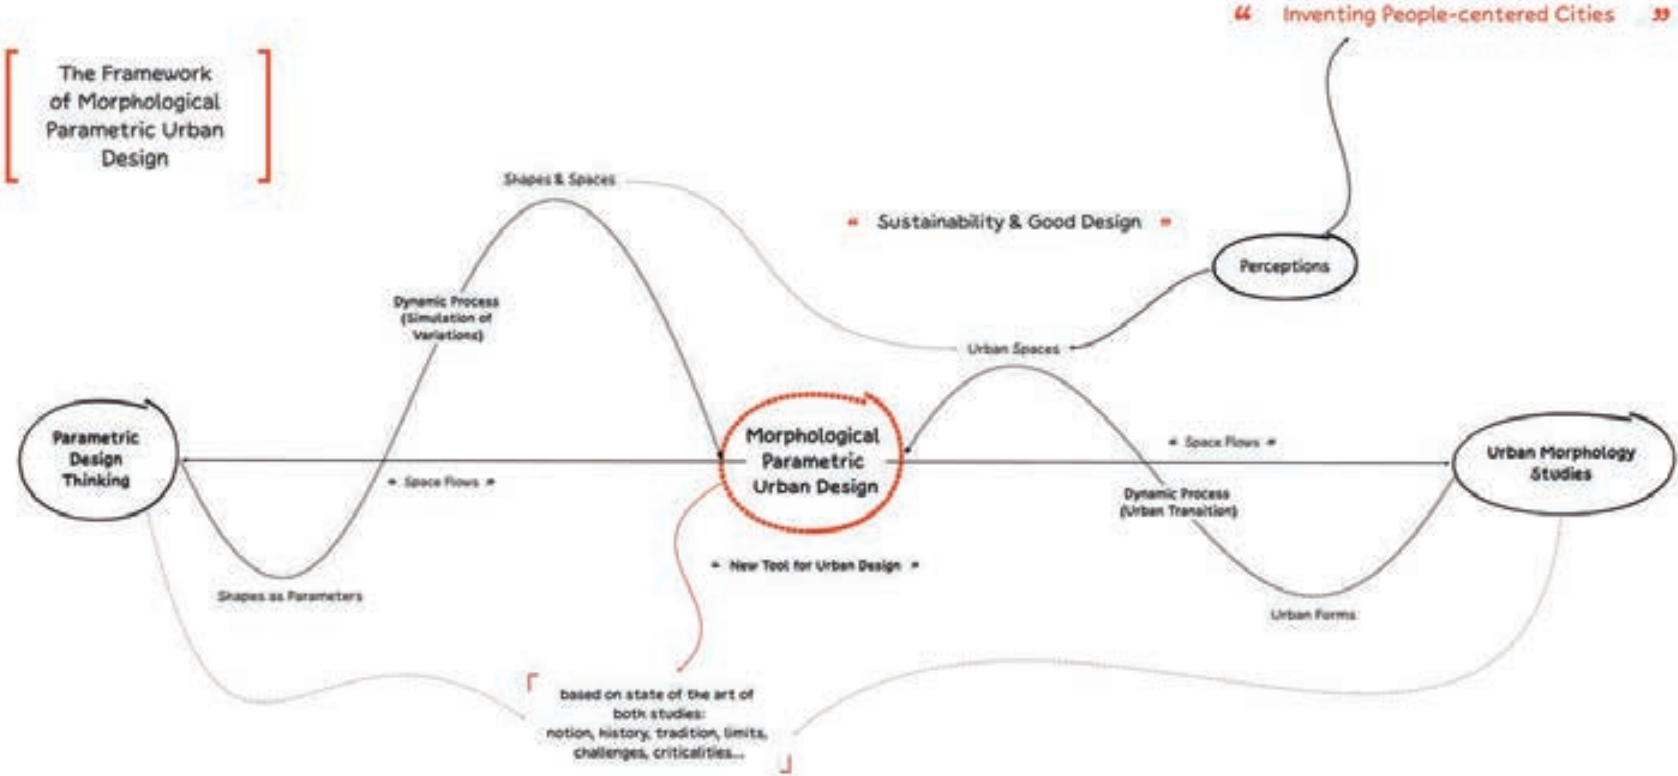 “ Inventing People-centered Cities ”
The Framework
of Morphological
Parametric Urban
Design
Shapes & Spaces
“ Sustainability & Good Design ”
Perceptions
Dynamic Process
(Simulation of
Variations)
Urban Spaces
Parametric
Design
Thinking
Morphological
Parametric
Urban Design
“ Space Flows ”
Urban Morphology
Studies
“ Space Flows ”
Dynamic Process
(Urban Transition)
“ New Tool for Urban Design ”
Shapes as Parameters
Urban Forms
based on state of the art of
both studies:
notion, history, tradition, limits,
challenges, criticalities...